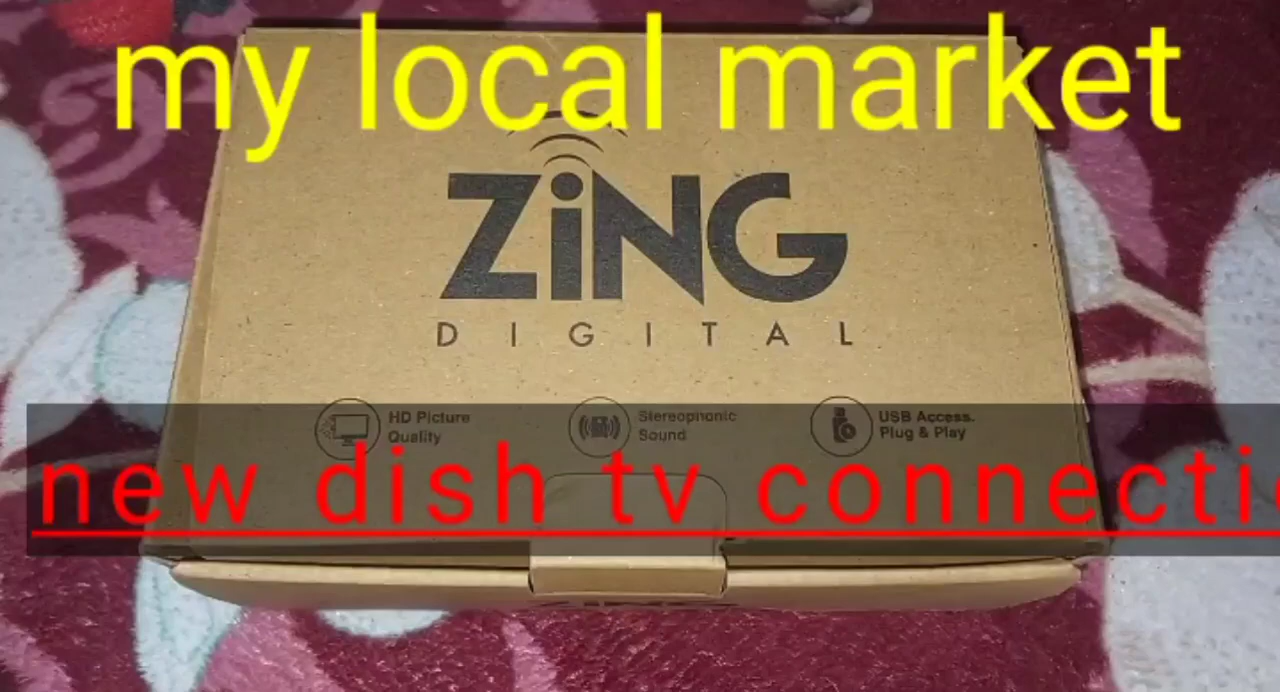 my local market
ZiNG
DIGITAL
HD Picture
Quality
Stereophonic
Sound
USB Access.
Plug & Play
new dish tv connecti